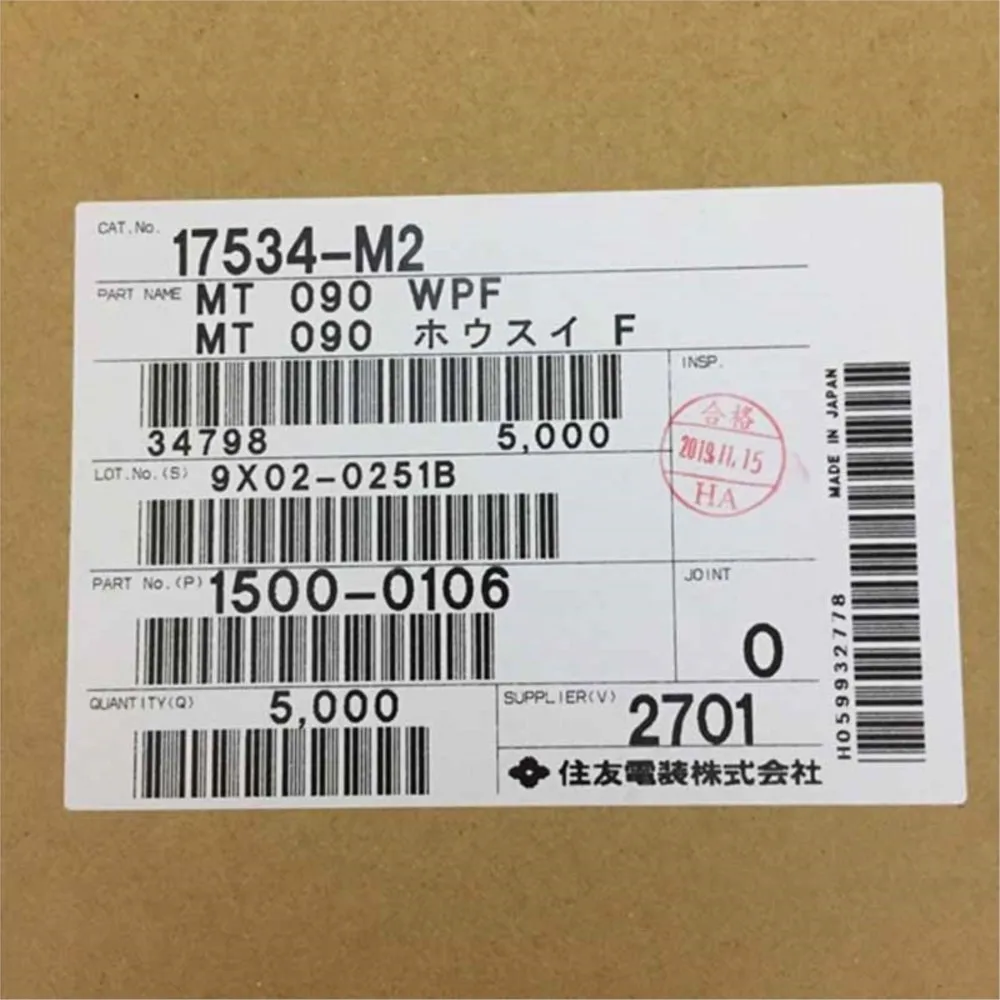 CAT.No. 17534-M2
PART NAME MT 090 WPF
MT 090 ホウスイ F
34798 5,000
INSP.
合格
2019.11.15
HA
LOT.No.(S) 9X02-0251B
PART No.(P) 1500-0106
JOINT
0
QUANTITY(Q) 5,000
SUPPLIER(V) 2701
住友電装株式会社
MADE IN JAPAN
H059932778